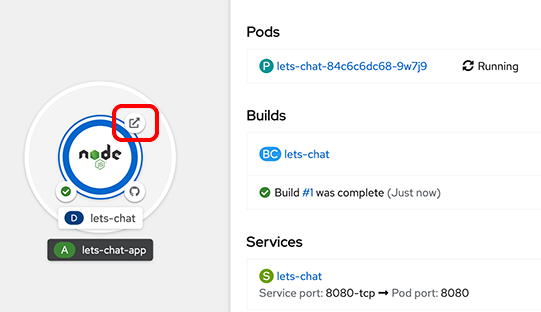 node
JS
D lets-chat
A lets-chat-app
Pods
P lets-chat-84c6c6dc68-9w7j9 Running
Builds
BC lets-chat
Build #1 was complete (Just now)
Services
S lets-chat
Service port: 8080-tcp ➞ Pod port: 8080